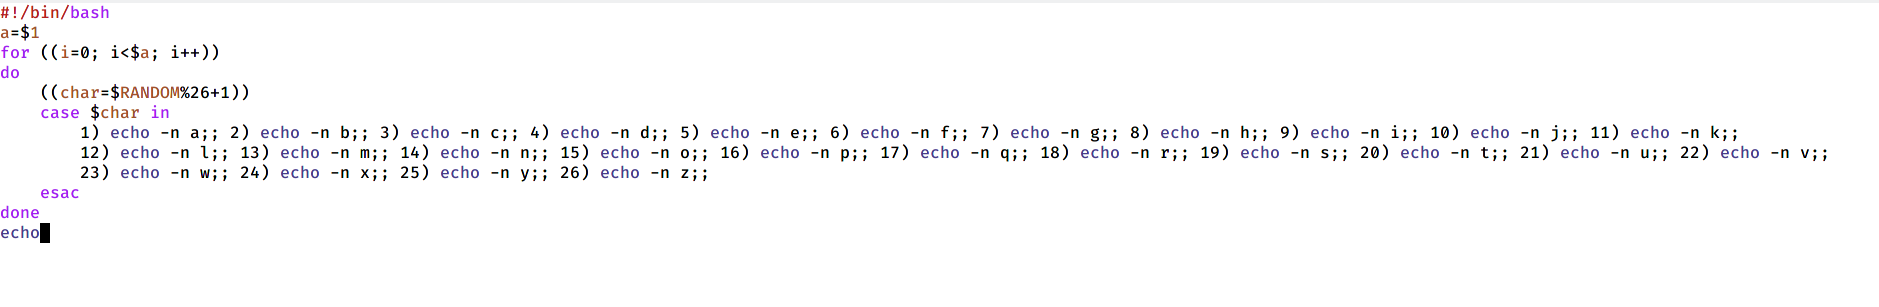 #!/bin/bash
a=$1
for ((i=0; i<$a; i++))
do
    ((char=$RANDOM%26+1))
    case $char in
        1) echo -n a;; 2) echo -n b;; 3) echo -n c;; 4) echo -n d;; 5) echo -n e;; 6) echo -n f;; 7) echo -n g;; 8) echo -n h;; 9) echo -n i;; 10) echo -n j;; 11) echo -n k;;
        12) echo -n l;; 13) echo -n m;; 14) echo -n n;; 15) echo -n o;; 16) echo -n p;; 17) echo -n q;; 18) echo -n r;; 19) echo -n s;; 20) echo -n t;; 21) echo -n u;; 22) echo -n v;;
        23) echo -n w;; 24) echo -n x;; 25) echo -n y;; 26) echo -n z;;
    esac
done
echo